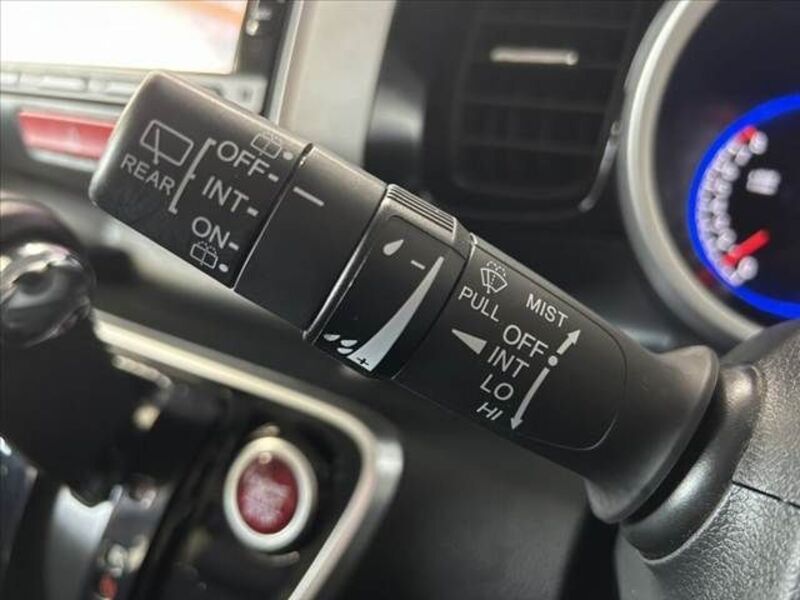 REAR
OFF
INT
ON
-
+
PULL
MIST
OFF
INT
LO
HI